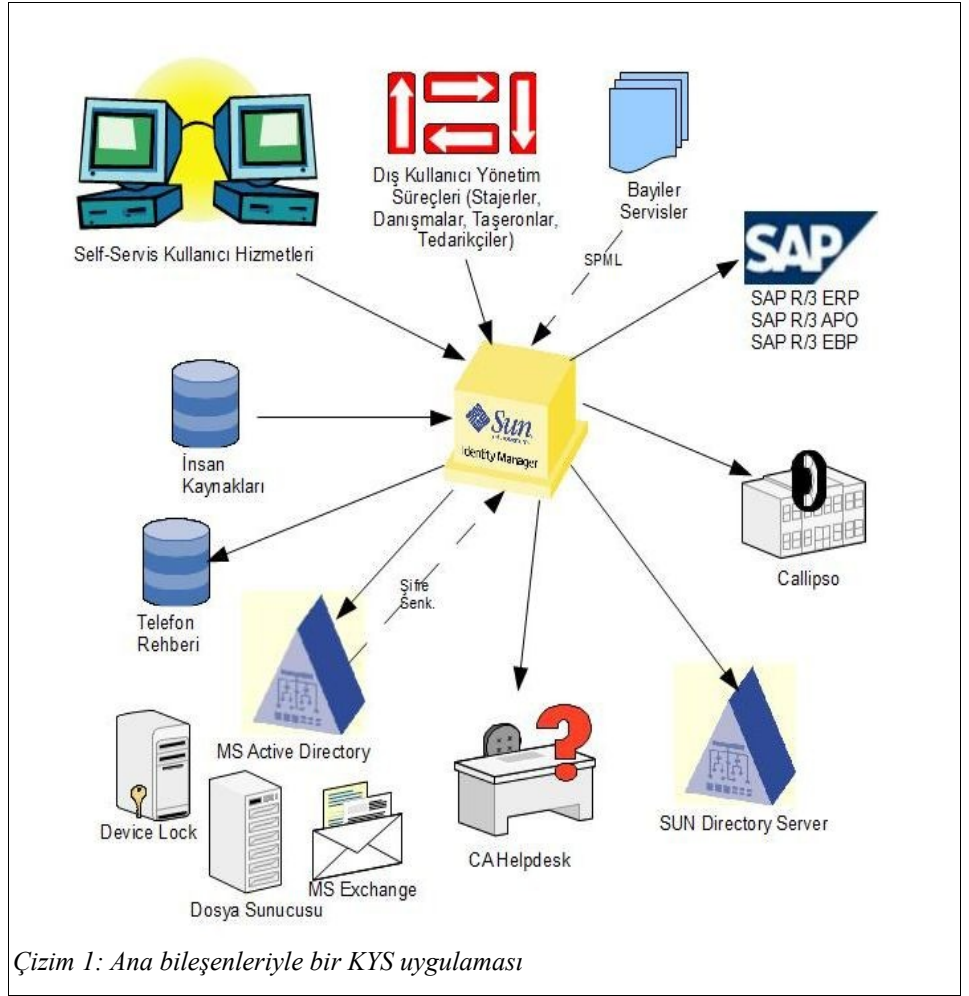 Self-Servis Kullanıcı Hizmetleri
Dış Kullanıcı Yönetim
Süreçleri (Stajerler,
Danışmalar, Taşeronlar,
Tedarikçiler)
Bayiler
Servisler
SPML
SAP
SAP R/3 ERP
SAP R/3 APO
SAP R/3 EBP
Sun
Identity Manager
İnsan
Kaynakları
Callipso
Telefon
Rehberi
Şifre
Senk.
MS Active Directory
Device Lock
Dosya Sunucusu
MS Exchange
CA Helpdesk
SUN Directory Server
Çizim 1: Ana bileşenleriyle bir KYS uygulaması